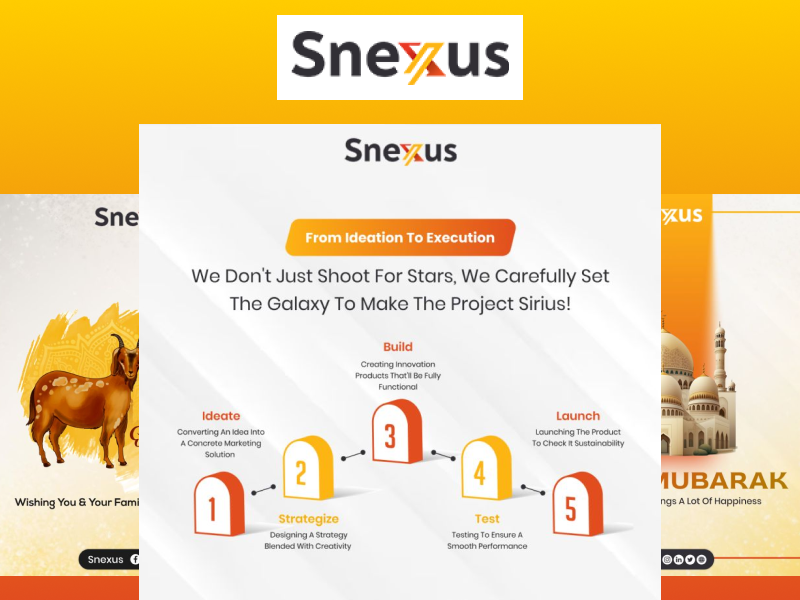 Snexus
Snexus
From Ideation To Execution
We Don't Just Shoot For Stars, We Carefully Set
The Galaxy To Make The Project Sirius!
Build
Creating Innovation
Products That'll Be Fully
Functional
Ideate
Converting An Idea Into
A Concrete Marketing
Solution
Launch
Launching The Product
To Check It Sustainability
1
2
3
4
5
Strategize
Designing A Strategy
Blended With Creativity
Test
Testing To Ensure A
Smooth Performance
Sne
Wishing You & Your Fami
Snexus
xus
MUBARAK
ngs A Lot Of Happiness